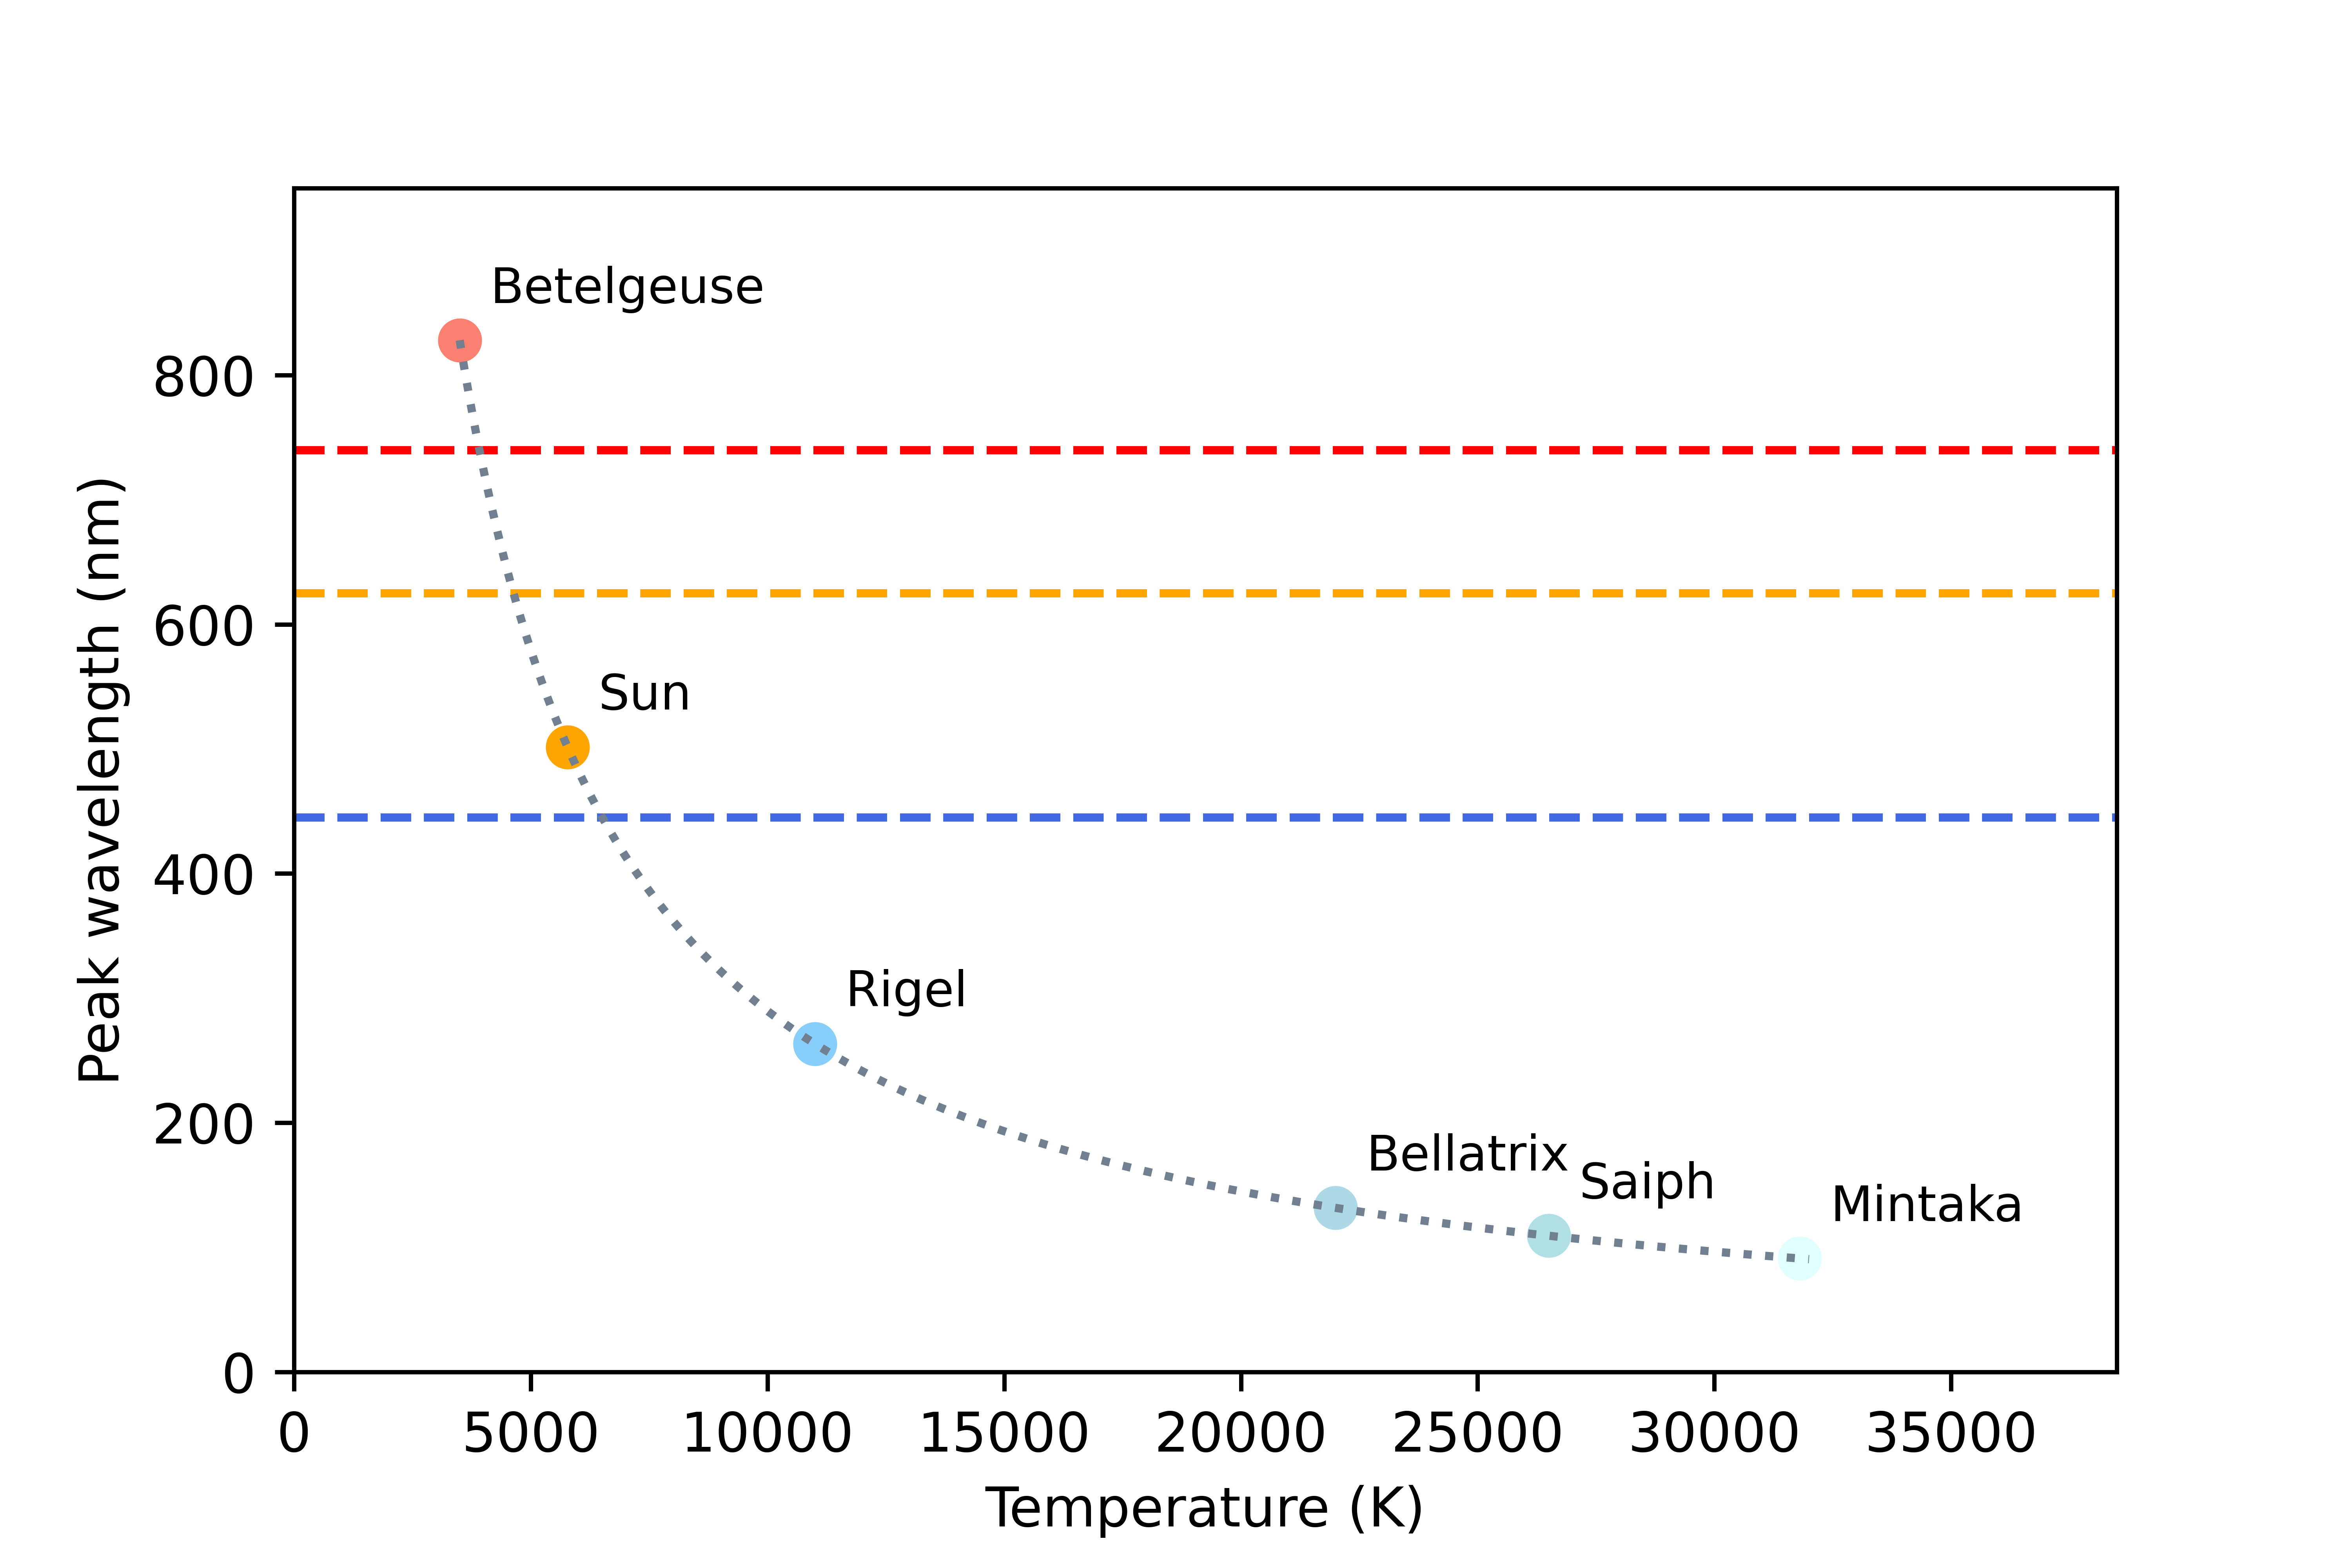 Betelgeuse
800
600
Sun
400
Rigel
200
Bellatrix
Saiph
Mintaka
0
0 5000 10000 15000 20000 25000 30000 35000
Temperature (K)
Peak wavelength (nm)